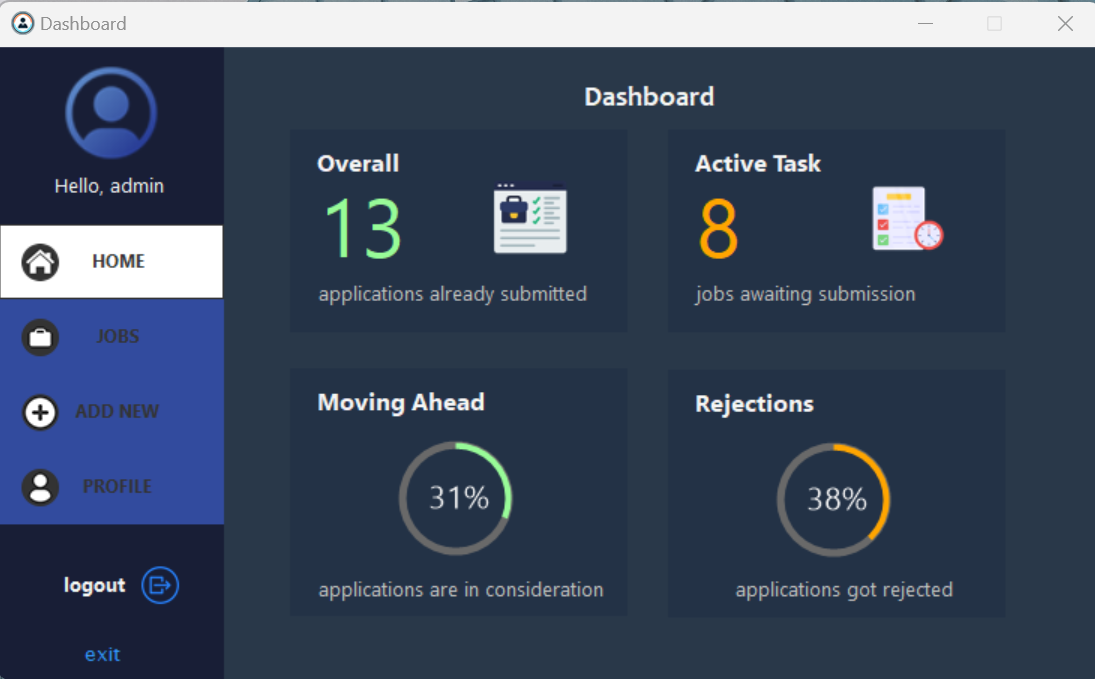 Dashboard
Hello, admin
HOME
JOBS
ADD NEW
PROFILE
logout
exit
Dashboard
Overall
13
applications already submitted
Active Task
8
jobs awaiting submission
Moving Ahead
31%
applications are in consideration
Rejections
38%
applications got rejected